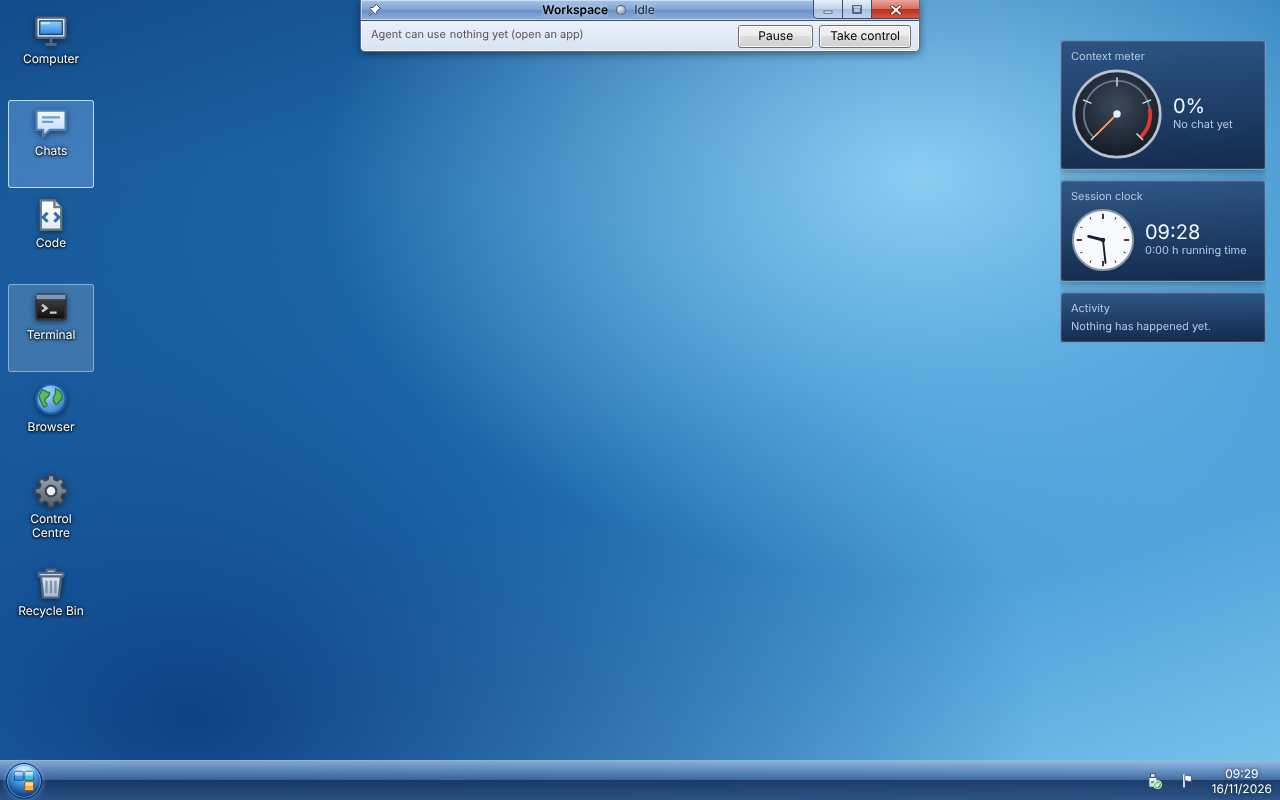 Workspace Idle
Agent can use nothing yet (open an app)
Pause
Take control
Computer
Chats
Code
Terminal
Browser
Control
Centre
Recycle Bin
Context meter
0%
No chat yet
Session clock
09:28
0:00 h running time
Activity
Nothing has happened yet.
09:29
16/11/2026